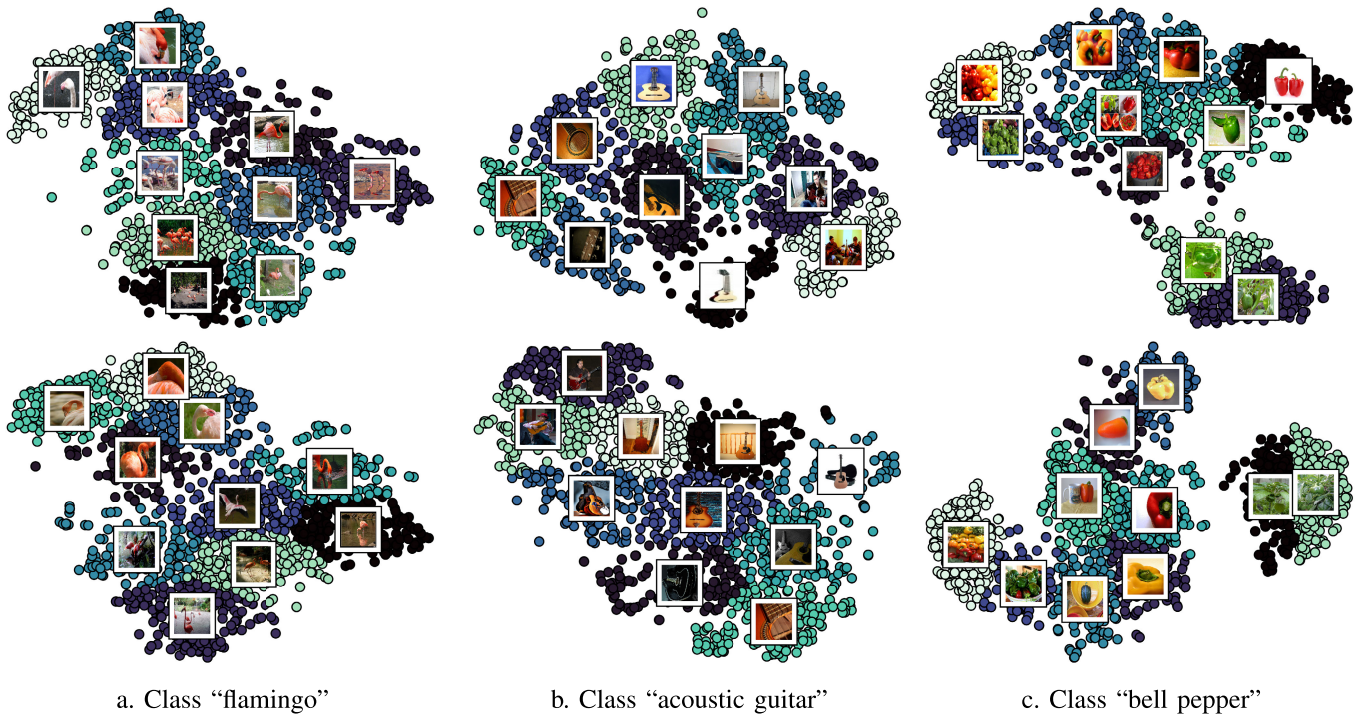 a. Class “flamingo”
b. Class “acoustic guitar”
c. Class “bell pepper”